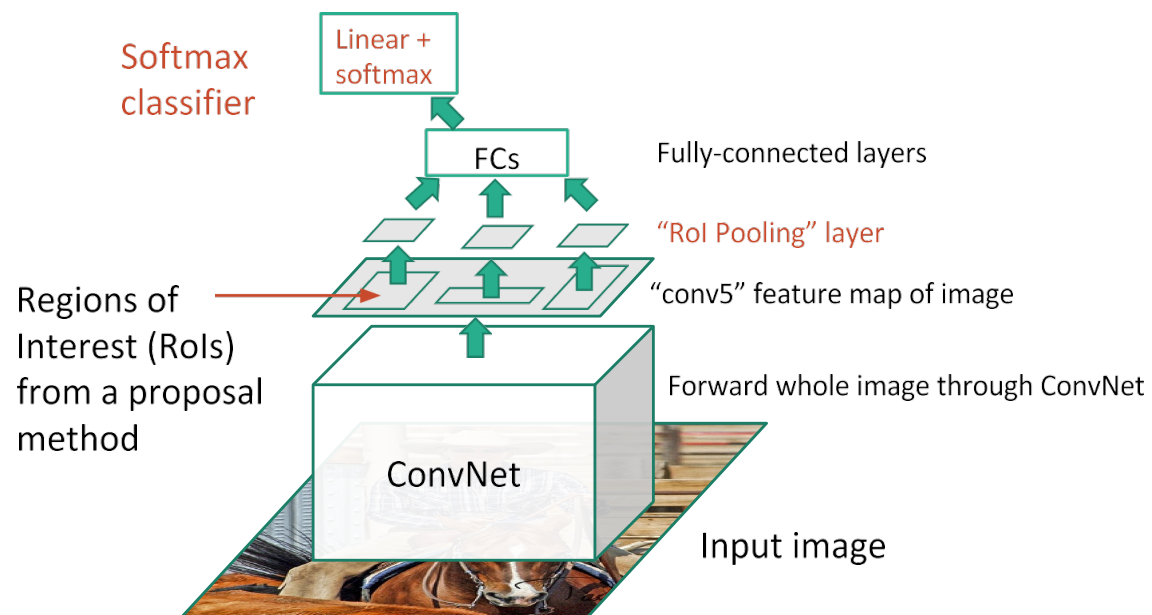 Softmax
classifier
Linear +
softmax
FCs
Fully-connected layers
“RoI Pooling” layer
Regions of
Interest (RoIs)
from a proposal
method
“conv5” feature map of image
Forward whole image through ConvNet
ConvNet
Input image